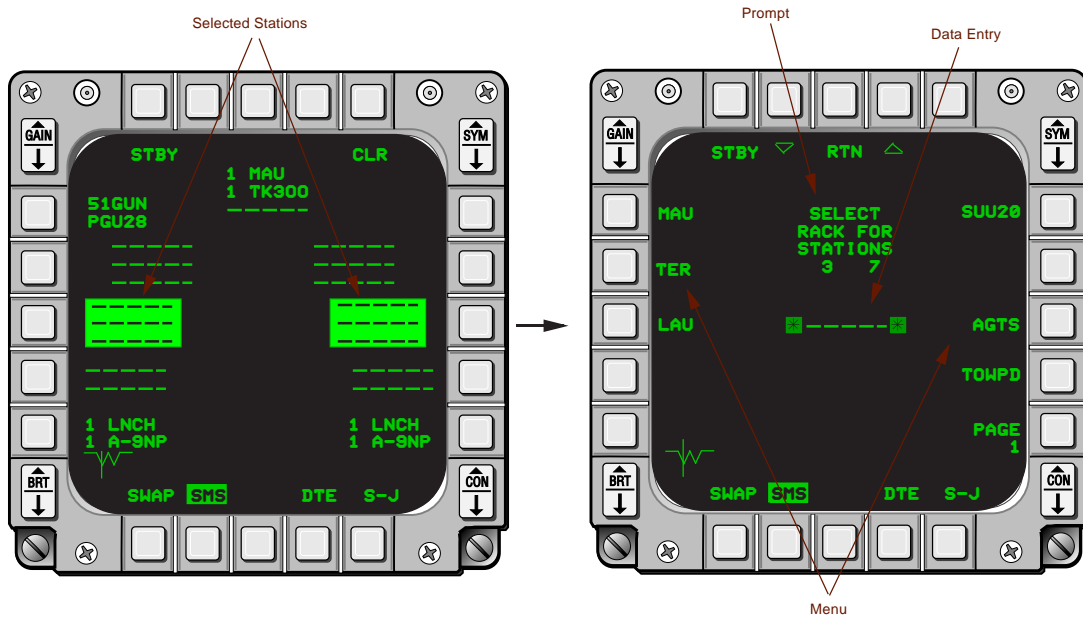 Selected Stations
Prompt
Data Entry
GAIN
SYM
STBY
CLR
1 MAU
1 TK300
------
51GUN
PGU28
----- -----
----- -----
----- -----
----- -----
----- -----
----- -----
----- -----
----- -----
1 LNCH
1 A-9NP
1 LNCH
1 A-9NP
BRT
CON
SWAP SMS DTE S-J
GAIN
SYM
STBY RTN
MAU
SELECT
RACK FOR
STATIONS
3 7
SUU20
TER
LAU
*------*
AGTS
TOWPD
PAGE
1
BRT
CON
SWAP SMS DTE S-J
Menu